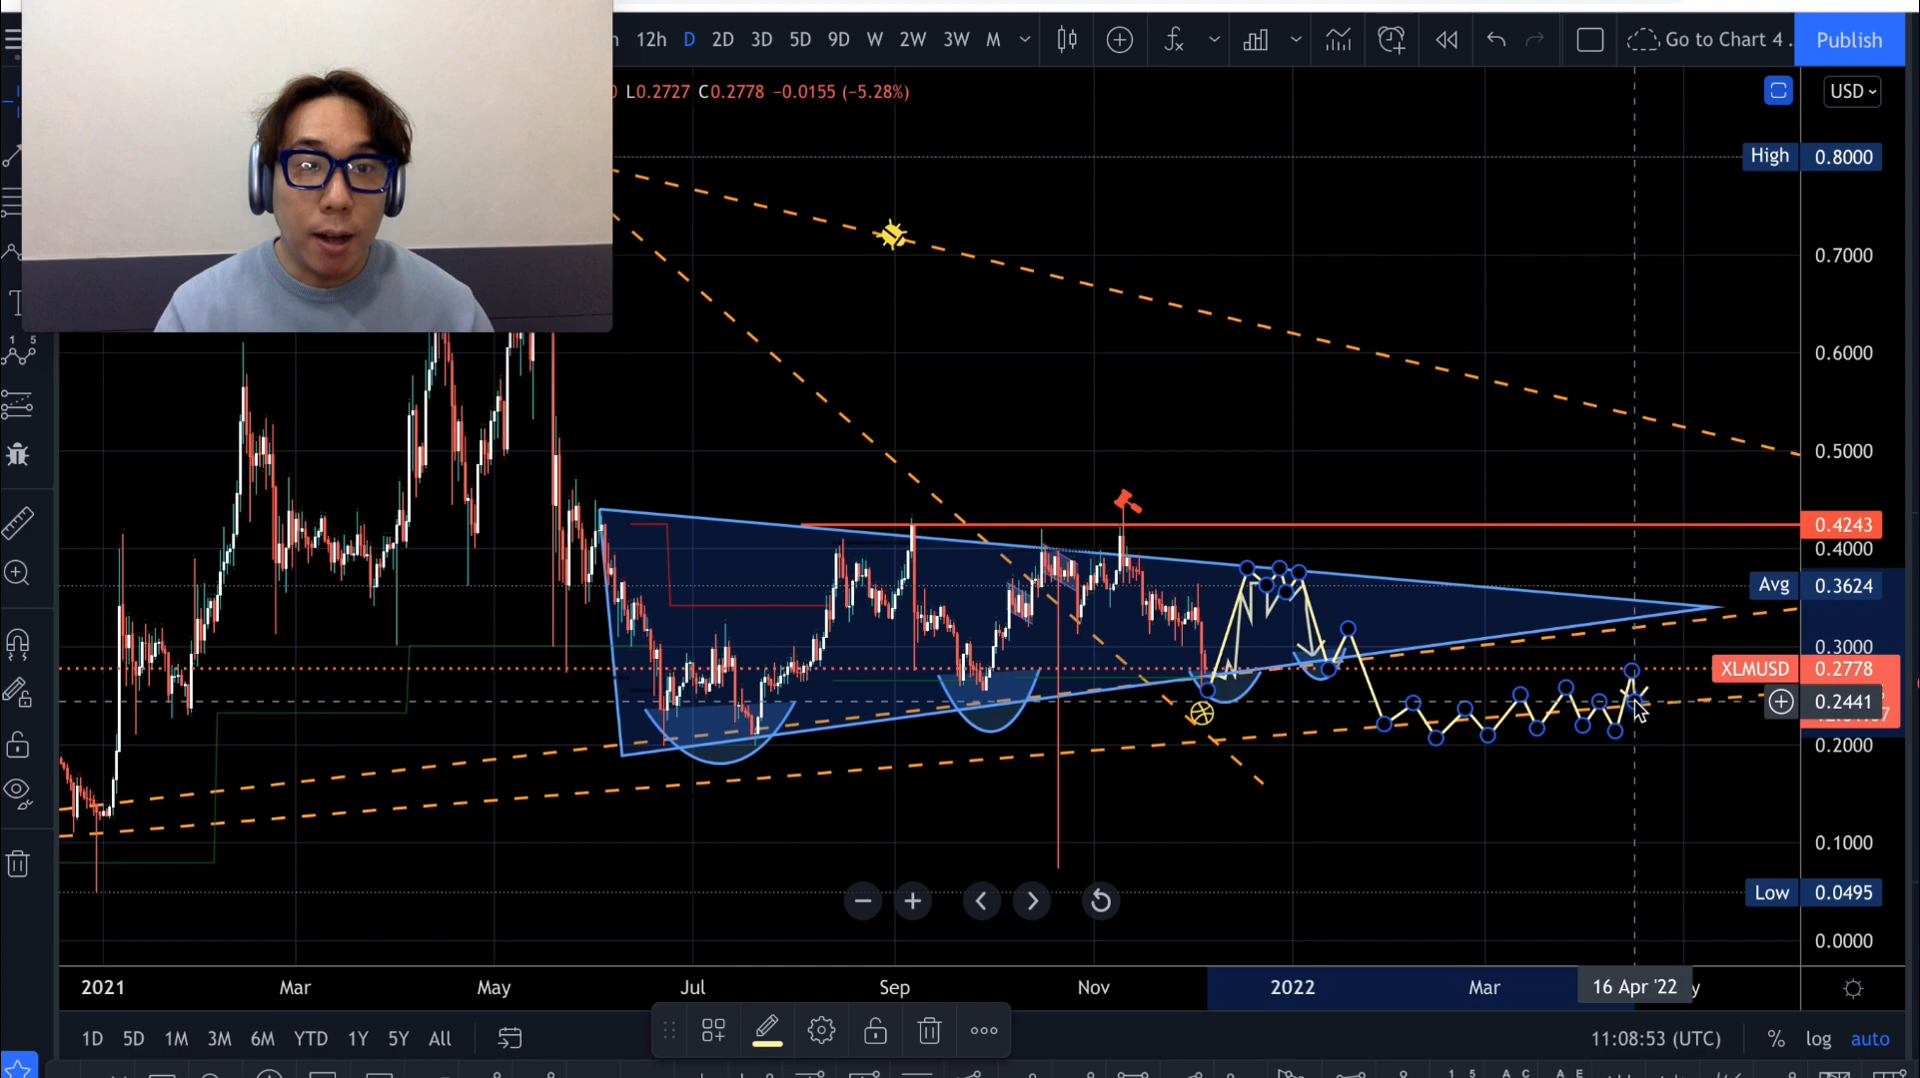 12h D 2D 3D 5D 9D W 2W 3W M
Go to Chart 4
Publish
L0.2727 C0.2778 −0.0155 (−5.28%)
USD
High 0.8000
0.7000
0.6000
0.5000
0.4243
0.4000
Avg 0.3624
0.3000
XLMUSD 0.2778
0.2441
0.2000
0.1000
Low 0.0495
0.0000
2021 Mar May Jul Sep Nov 2022 Mar 16 Apr '22
1D 5D 1M 3M 6M YTD 1Y 5Y All
11:08:53 (UTC) % log auto